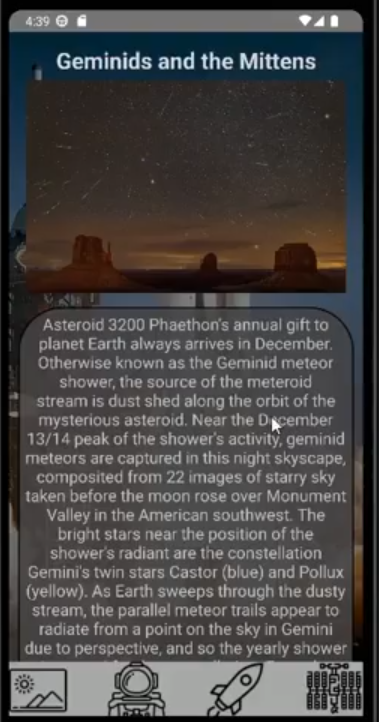 4:39
Geminids and the Mittens
Asteroid 3200 Phaethon's annual gift to
planet Earth always arrives in December.
Otherwise known as the Geminid meteor
shower, the source of the meteroid
stream is dust shed along the orbit of the
mysterious asteroid. Near the December
13/14 peak of the shower's activity, geminid
meteors are captured in this night skyscape,
composited from 22 images of starry sky
taken before the moon rose over Monument
Valley in the American southwest. The
bright stars near the position of the
shower's radiant are the constellation
Gemini's twin stars Castor (blue) and Pollux
(yellow). As Earth sweeps through the dusty
stream, the parallel meteor trails appear to
radiate from a point on the sky in Gemini
due to perspective, and so the yearly shower